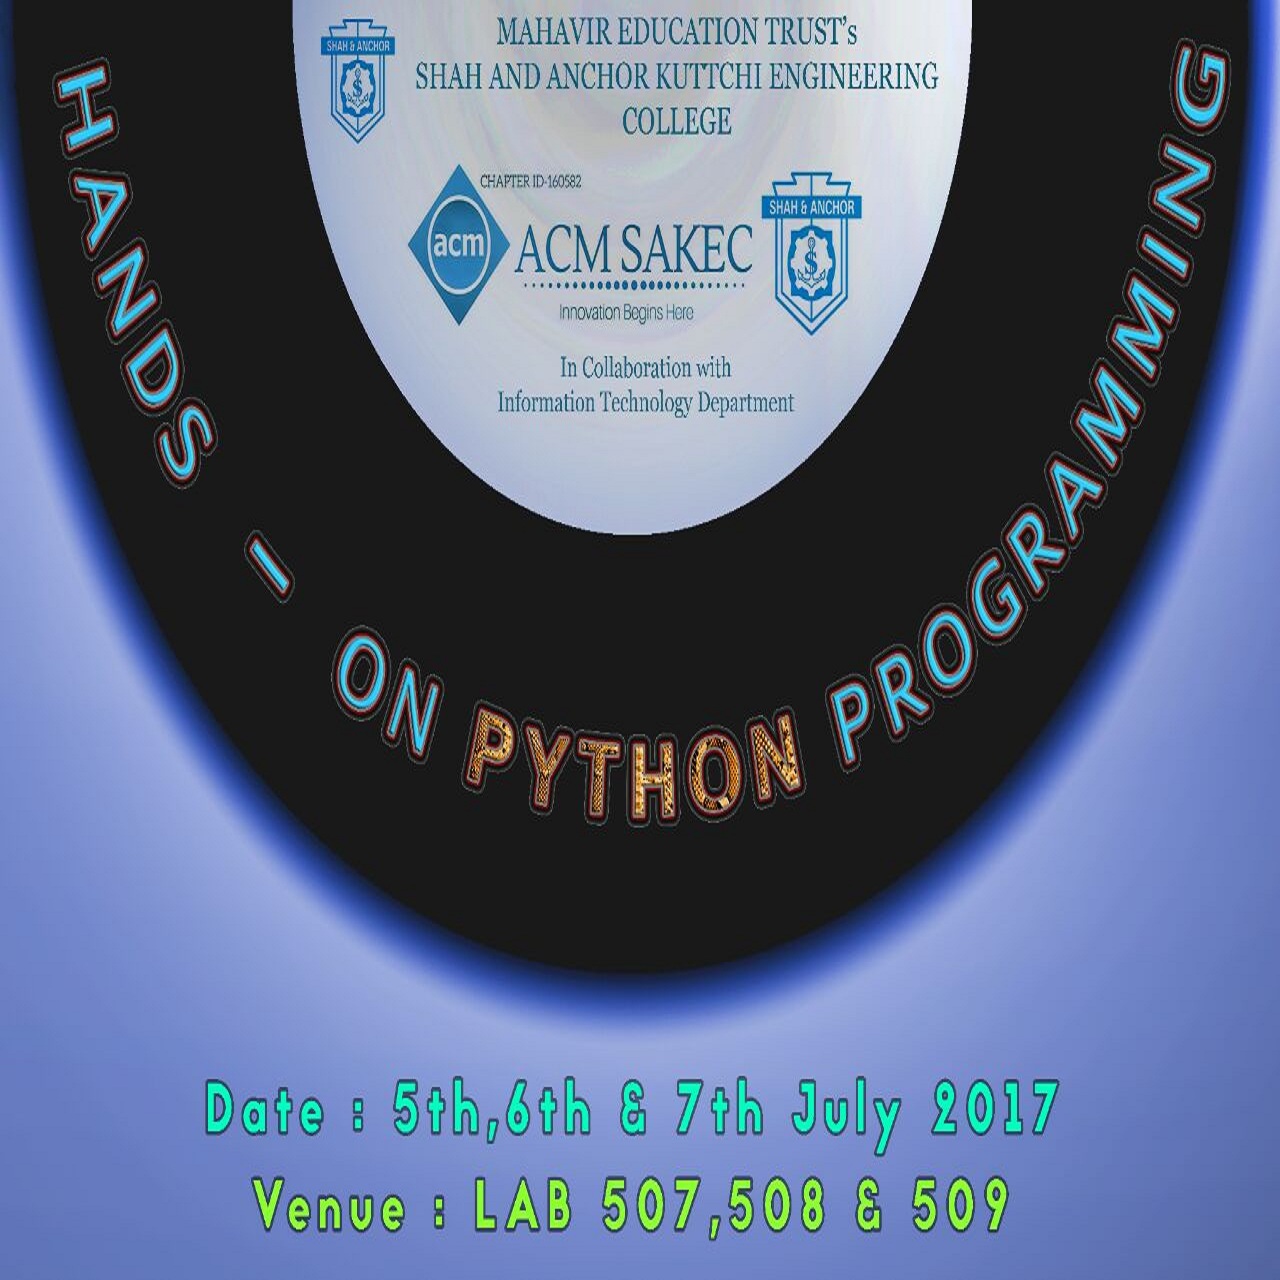 MAHAVIR EDUCATION TRUST's
SHAH AND ANCHOR KUTTCHI ENGINEERING
COLLEGE
SHAH & ANCHOR
CHAPTER ID-160582
acm
ACM SAKEC
Innovation Begins Here
SHAH & ANCHOR
In Collaboration with
Information Technology Department
HANDS - ON PYTHON PROGRAMMING
Date : 5th,6th & 7th July 2017
Venue : LAB 507,508 & 509